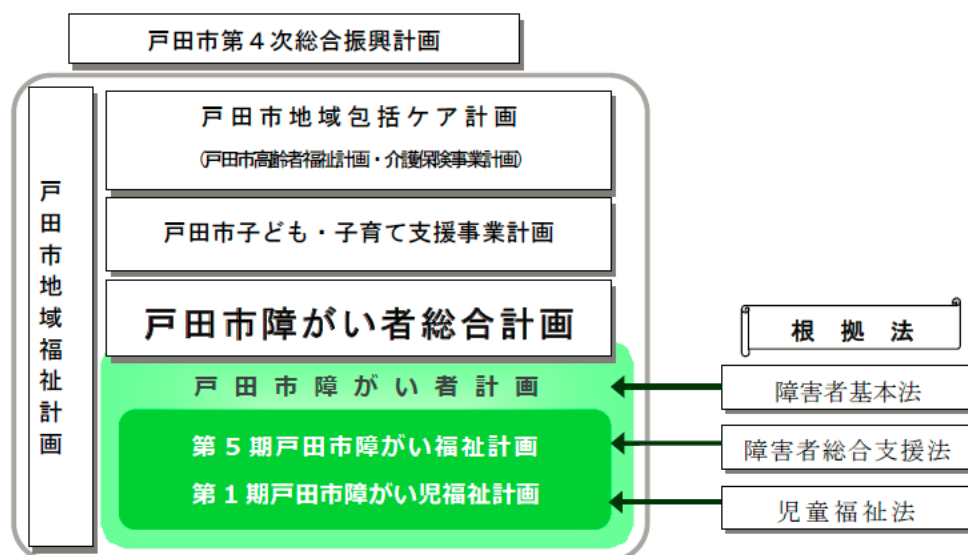 戸田市第4次総合振興計画
戸田市地域福祉計画
戸田市地域包括ケア計画
(戸田市高齢者福祉計画・介護保険事業計画)
戸田市子ども・子育て支援事業計画
戸田市障がい者総合計画
戸田市障がい者計画
第5期戸田市障がい福祉計画
第1期戸田市障がい児福祉計画
根拠法
障害者基本法
障害者総合支援法
児童福祉法